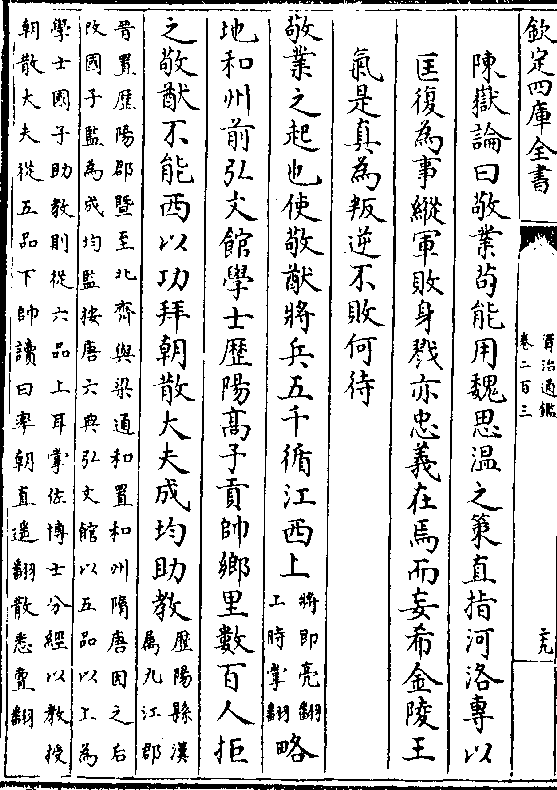 欽定四庫全書
資治通鑑
卷二百三
陳嶽論曰敬業苟能用魏思溫之策直指河洛專以
匡復為事縱軍敗身戮亦忠義在焉而妄希金陵王
氣是真為叛逆不敗何待
敬業之起也使敬猷將兵五千循江西上
將即亮翻
上時掌翻
略
地和州前弘文館學士歷陽高子貢帥鄉里數百人拒
之敬猷不能西以功拜朝散大夫成均助教
歷陽縣漢
屬九江郡
晉置歷陽郡暨至北齊與梁通和置和州隋唐因之后
改國子監為成均監按唐六典弘文館以五品以上為
學士國子助教則從六品上耳掌佐博士分經以教授
朝散大夫從五品下帥讀曰率朝直遙翻散悉亶翻